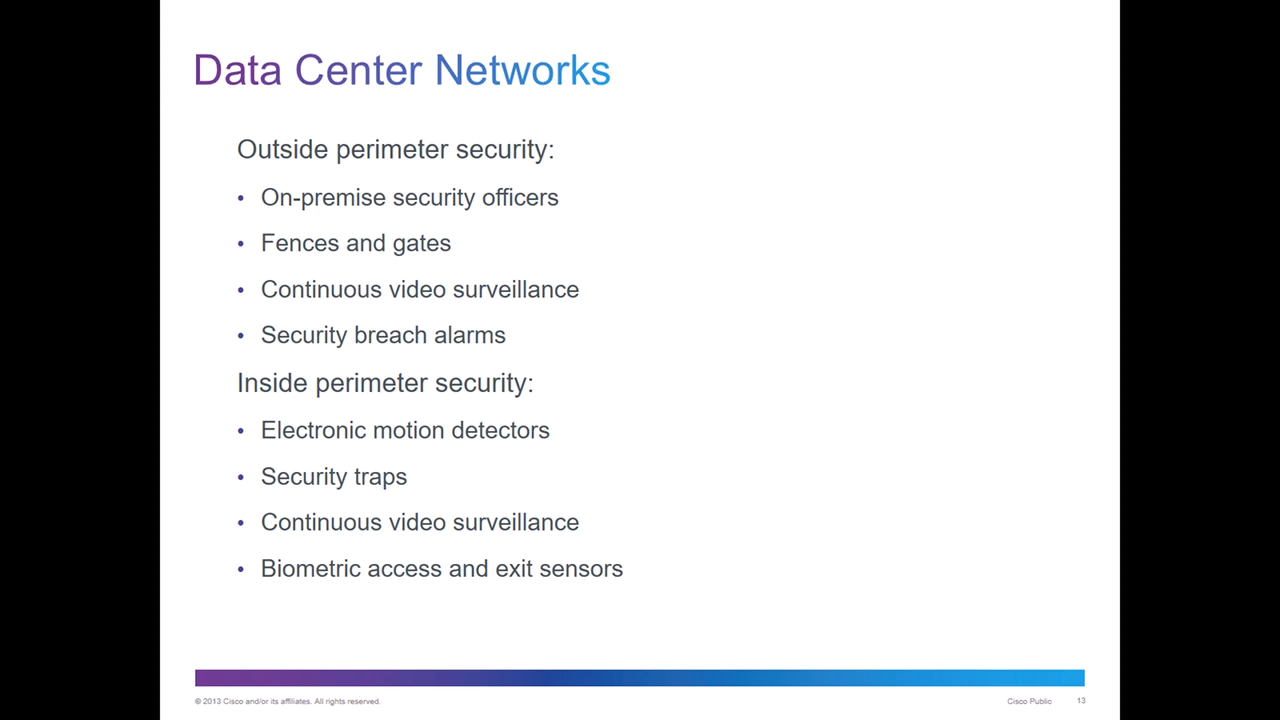 Data Center Networks
Outside perimeter security:
• On-premise security officers
• Fences and gates
• Continuous video surveillance
• Security breach alarms
Inside perimeter security:
• Electronic motion detectors
• Security traps
• Continuous video surveillance
• Biometric access and exit sensors
© 2013 Cisco and/or its affiliates. All rights reserved.
Cisco Public
13